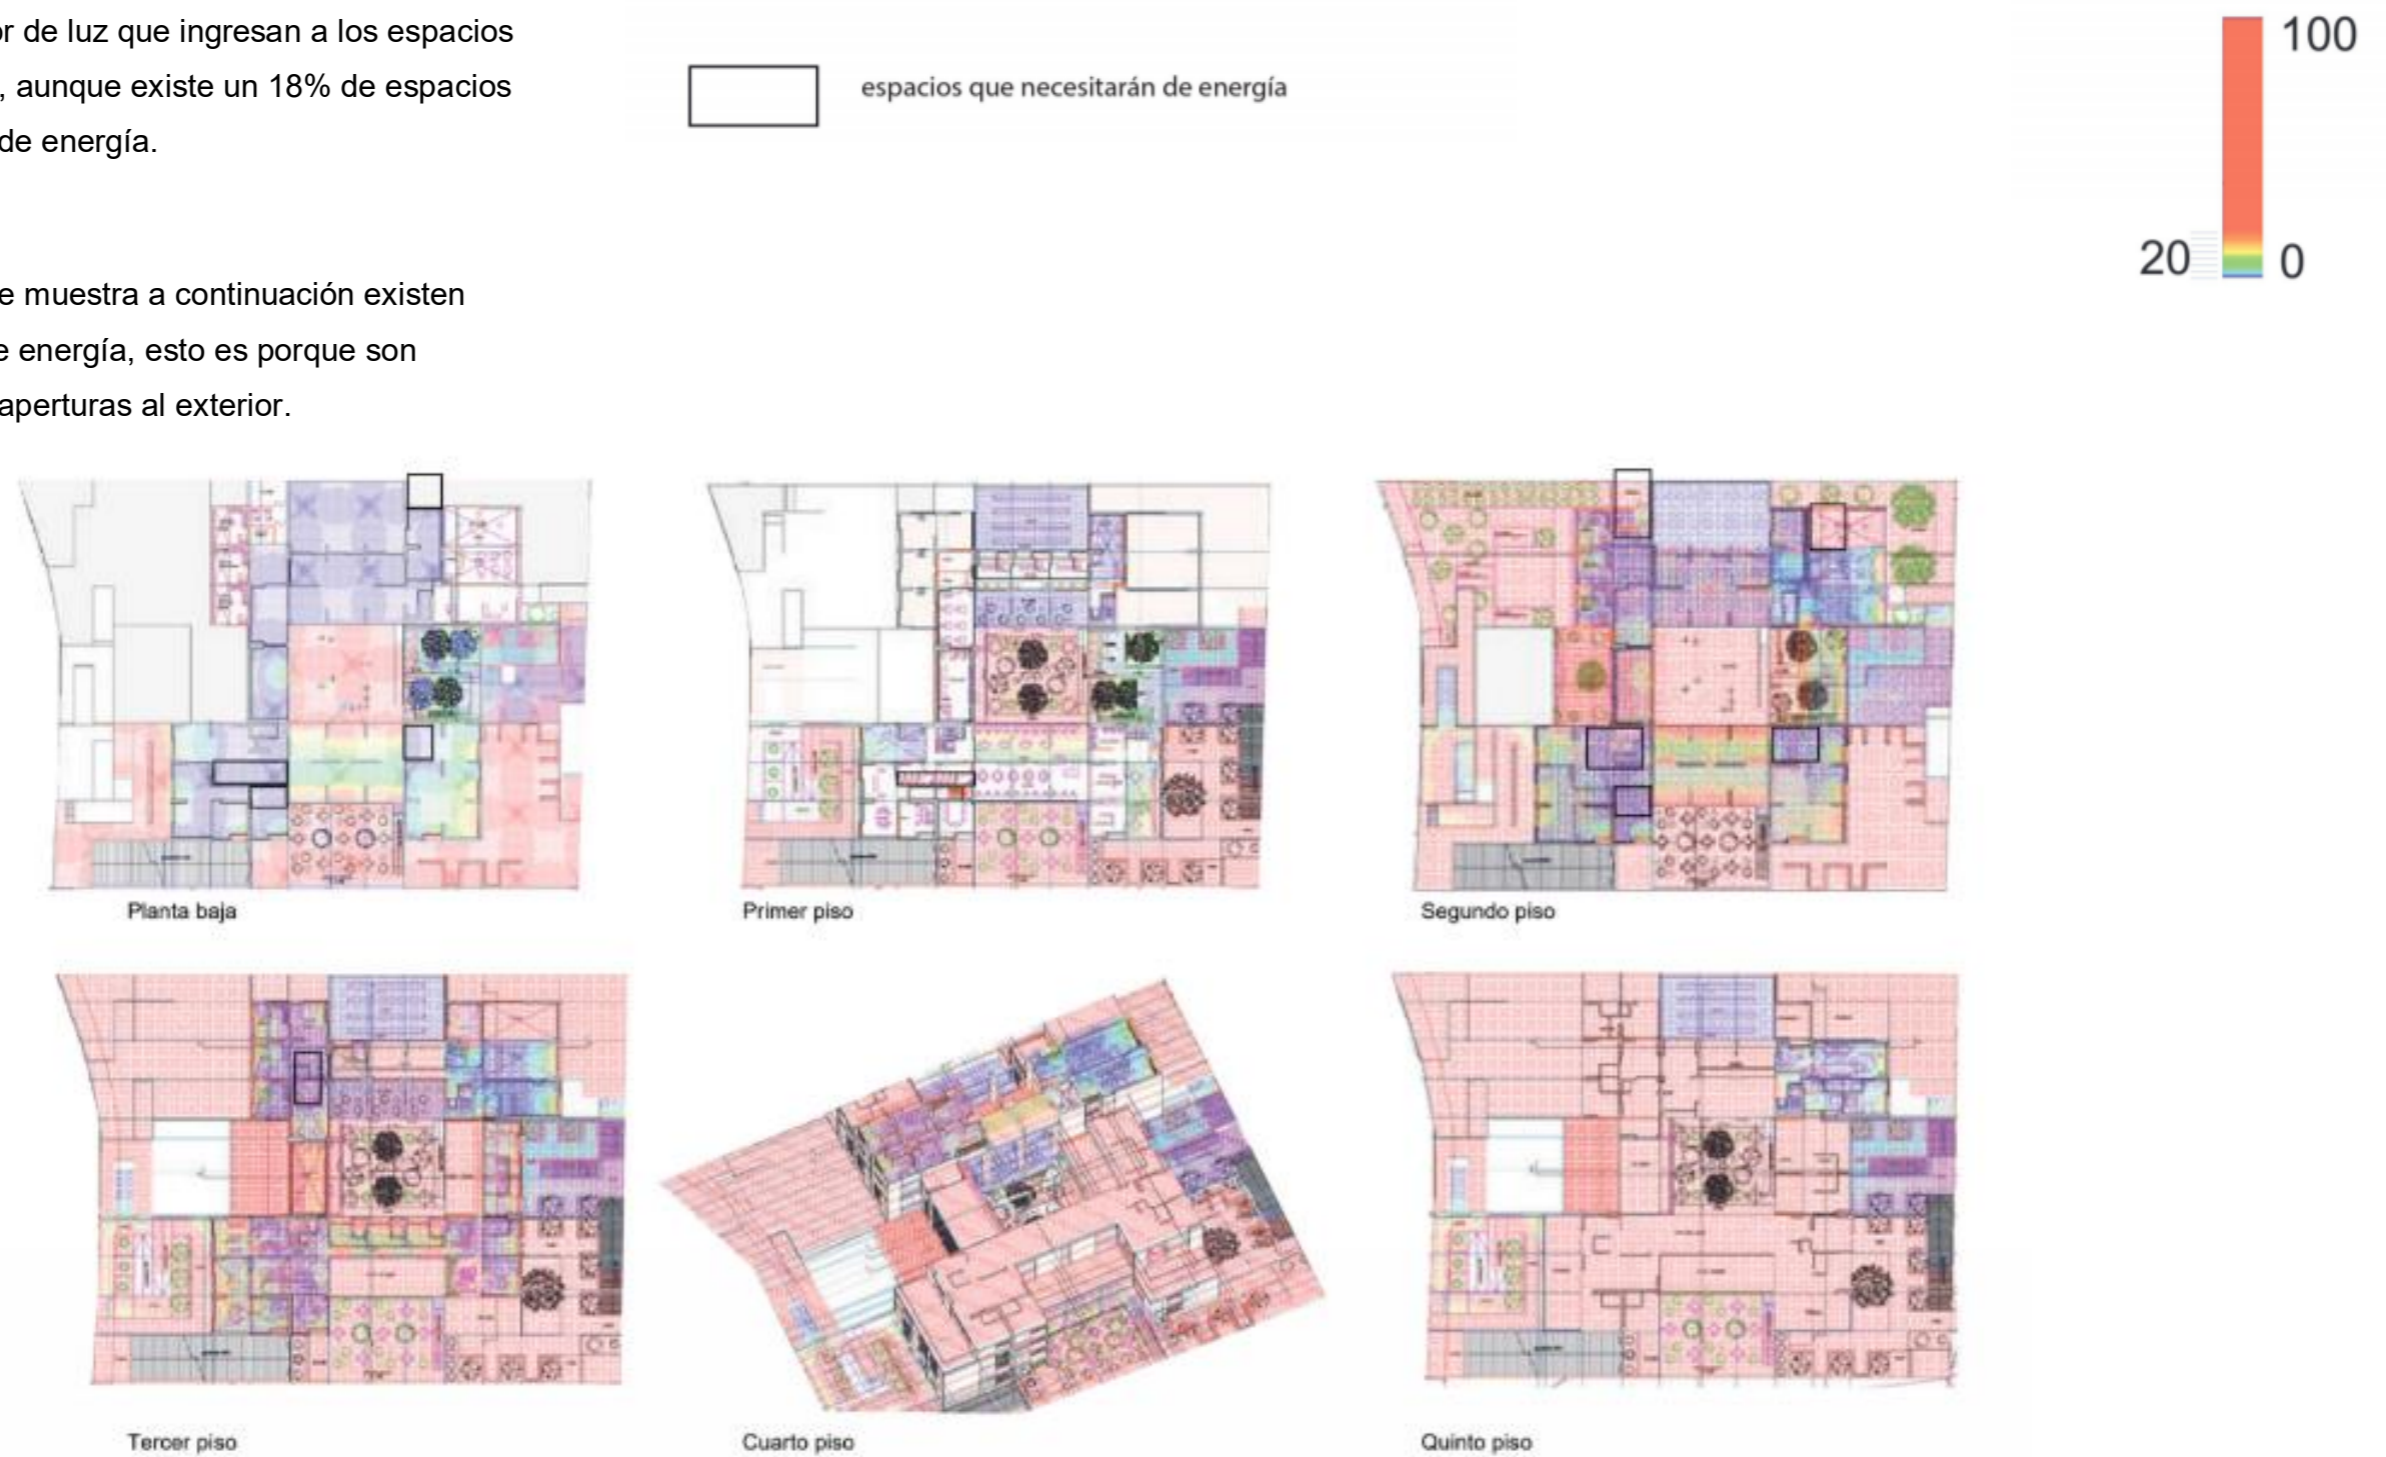 r de luz que ingresan a los espacios
, aunque existe un 18% de espacios
de energía.
espacios que necesitarán de energía
100
20
0
e muestra a continuación existen
e energía, esto es porque son
aperturas al exterior.
Planta baja
Primer piso
Segundo piso
Tercer piso
Cuarto piso
Quinto piso